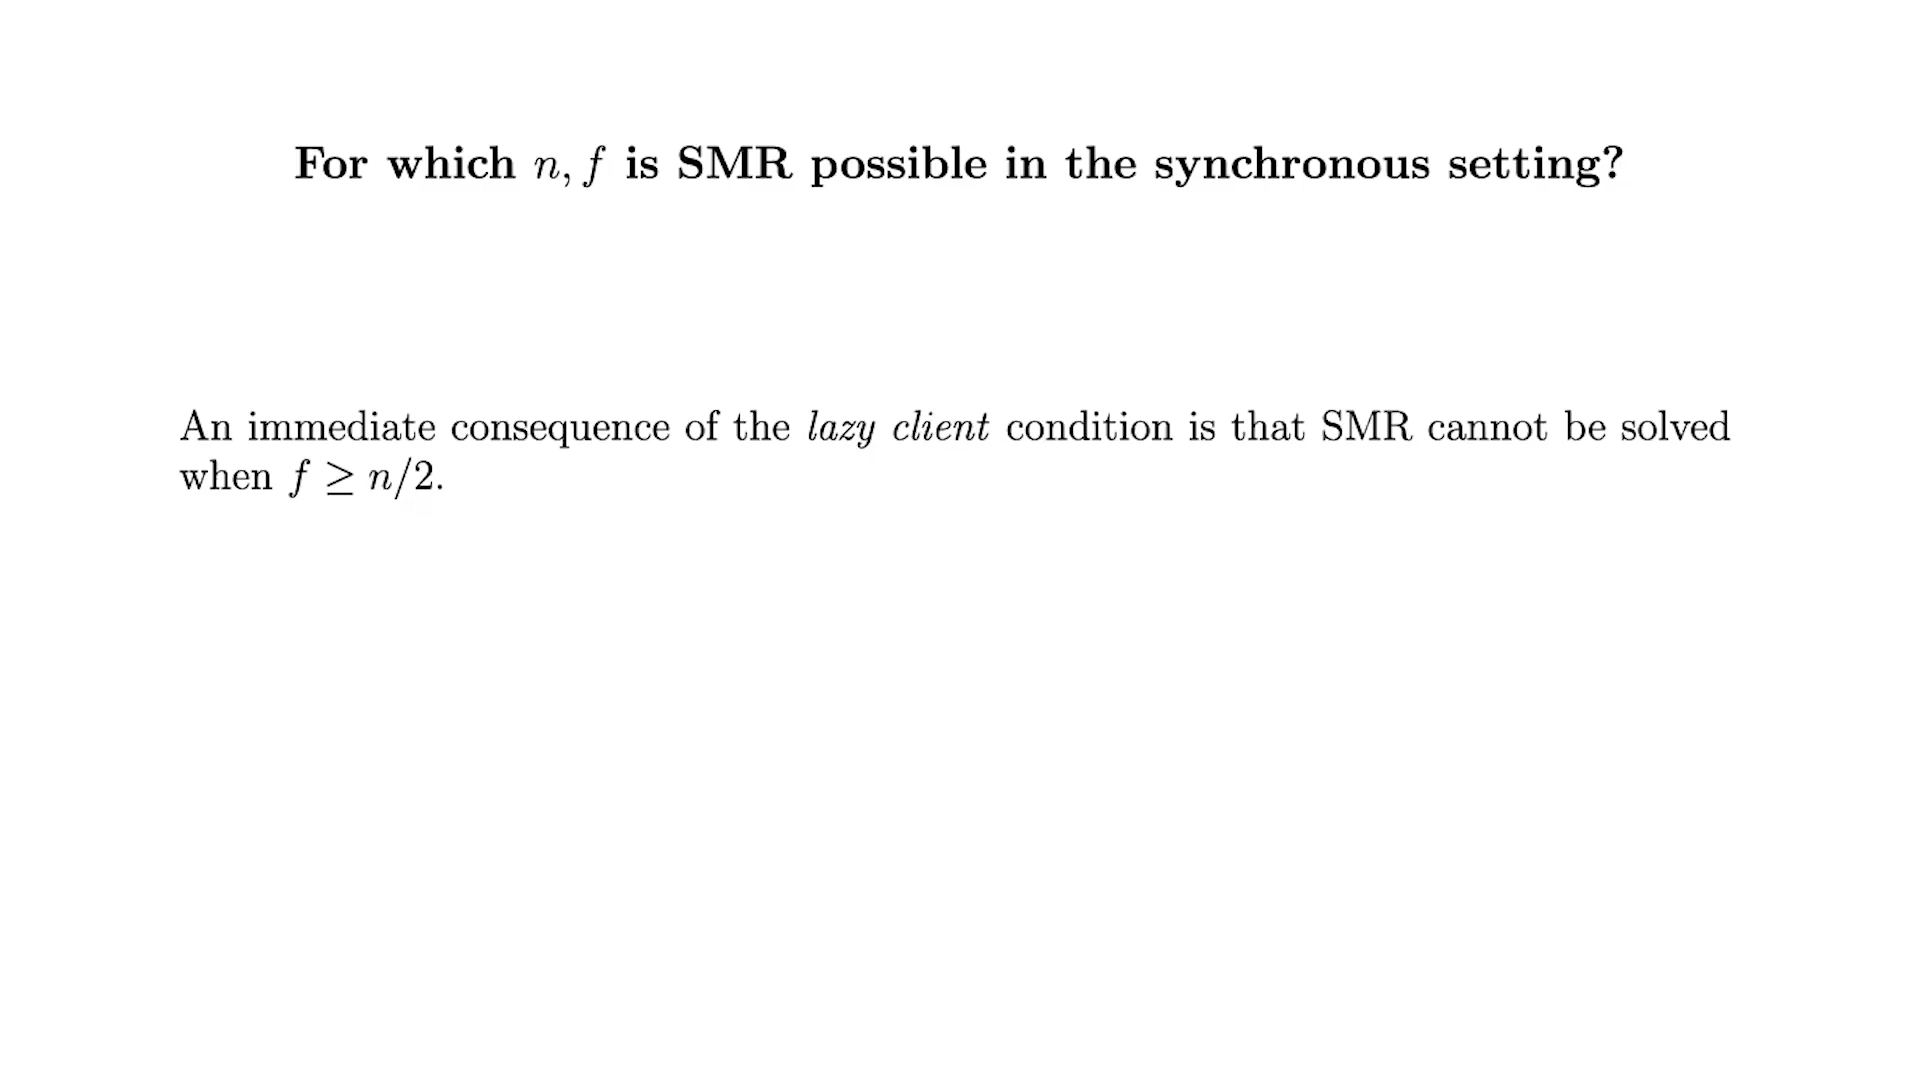 For which n, f is SMR possible in the synchronous setting?
An immediate consequence of the lazy client condition is that SMR cannot be solved
when f ≥ n/2.